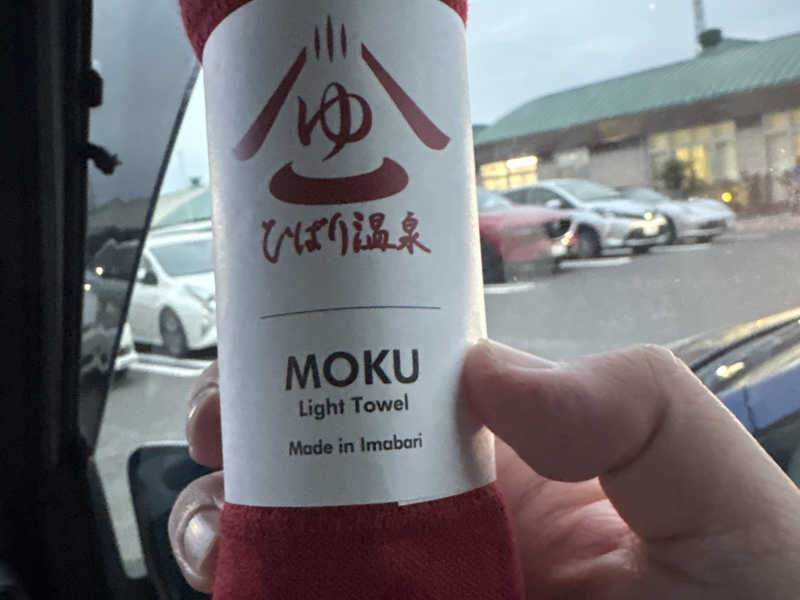 ゆ
ひばり温泉
MOKU
Light Towel
Made in Imabari